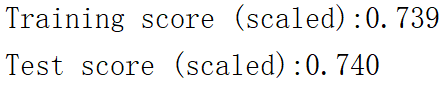 Training score (scaled):0.739
Test score (scaled):0.740